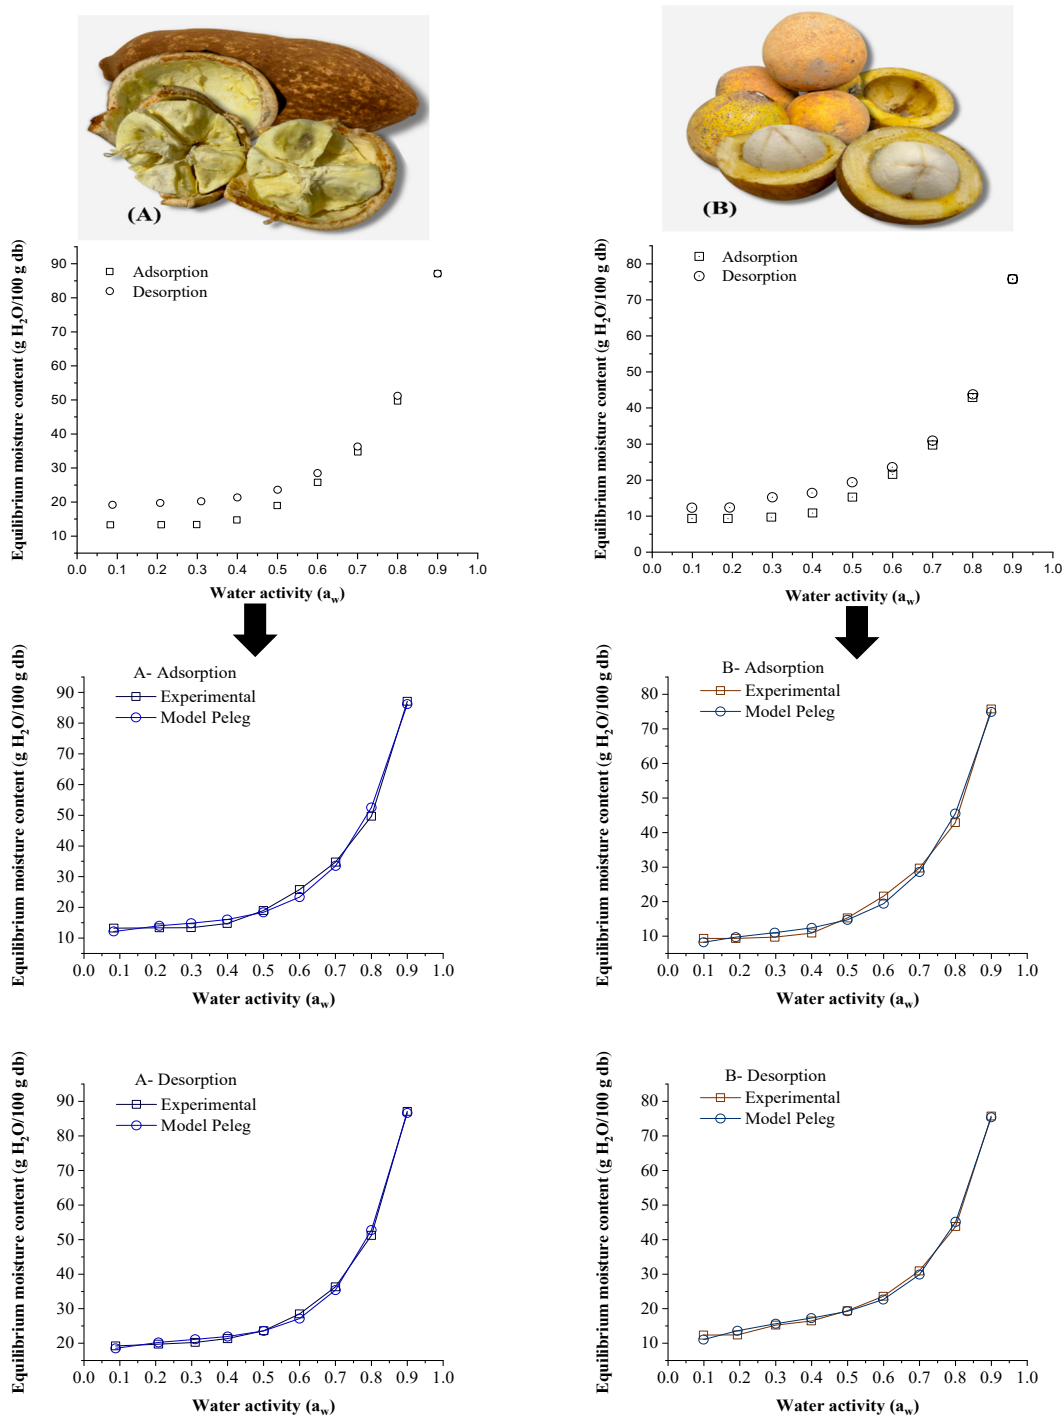 (A)
(B)
Equilibrium moisture content (g H₂O/100 g db)
90
80
70
60
50
40
30
20
10
Adsorption
Desorption
0.0 0.1 0.2 0.3 0.4 0.5 0.6 0.7 0.8 0.9 1.0
Water activity (a_w)
Equilibrium moisture content (g H₂O/100 g db)
80
70
60
50
40
30
20
10
0
Adsorption
Desorption
0.0 0.1 0.2 0.3 0.4 0.5 0.6 0.7 0.8 0.9 1.0
Water activity (a_w)
Equilibrium moisture content (g H₂O/100 g db)
90
80
70
60
50
40
30
20
10
A- Adsorption
Experimental
Model Peleg
0.0 0.1 0.2 0.3 0.4 0.5 0.6 0.7 0.8 0.9 1.0
Water activity (a_w)
Equilibrium moisture content (g H₂O/100 g db)
80
70
60
50
40
30
20
10
B- Adsorption
Experimental
Model Peleg
0.0 0.1 0.2 0.3 0.4 0.5 0.6 0.7 0.8 0.9 1.0
Water activity (a_w)
Equilibrium moisture content (g H₂O/100 g db)
90
80
70
60
50
40
30
20
A- Desorption
Experimental
Model Peleg
0.0 0.1 0.2 0.3 0.4 0.5 0.6 0.7 0.8 0.9 1.0
Water activity (a_w)
Equilibrium moisture content (g H₂O/100 g db)
80
70
60
50
40
30
20
10
B- Desorption
Experimental
Model Peleg
0.0 0.1 0.2 0.3 0.4 0.5 0.6 0.7 0.8 0.9 1.0
Water activity (a_w)